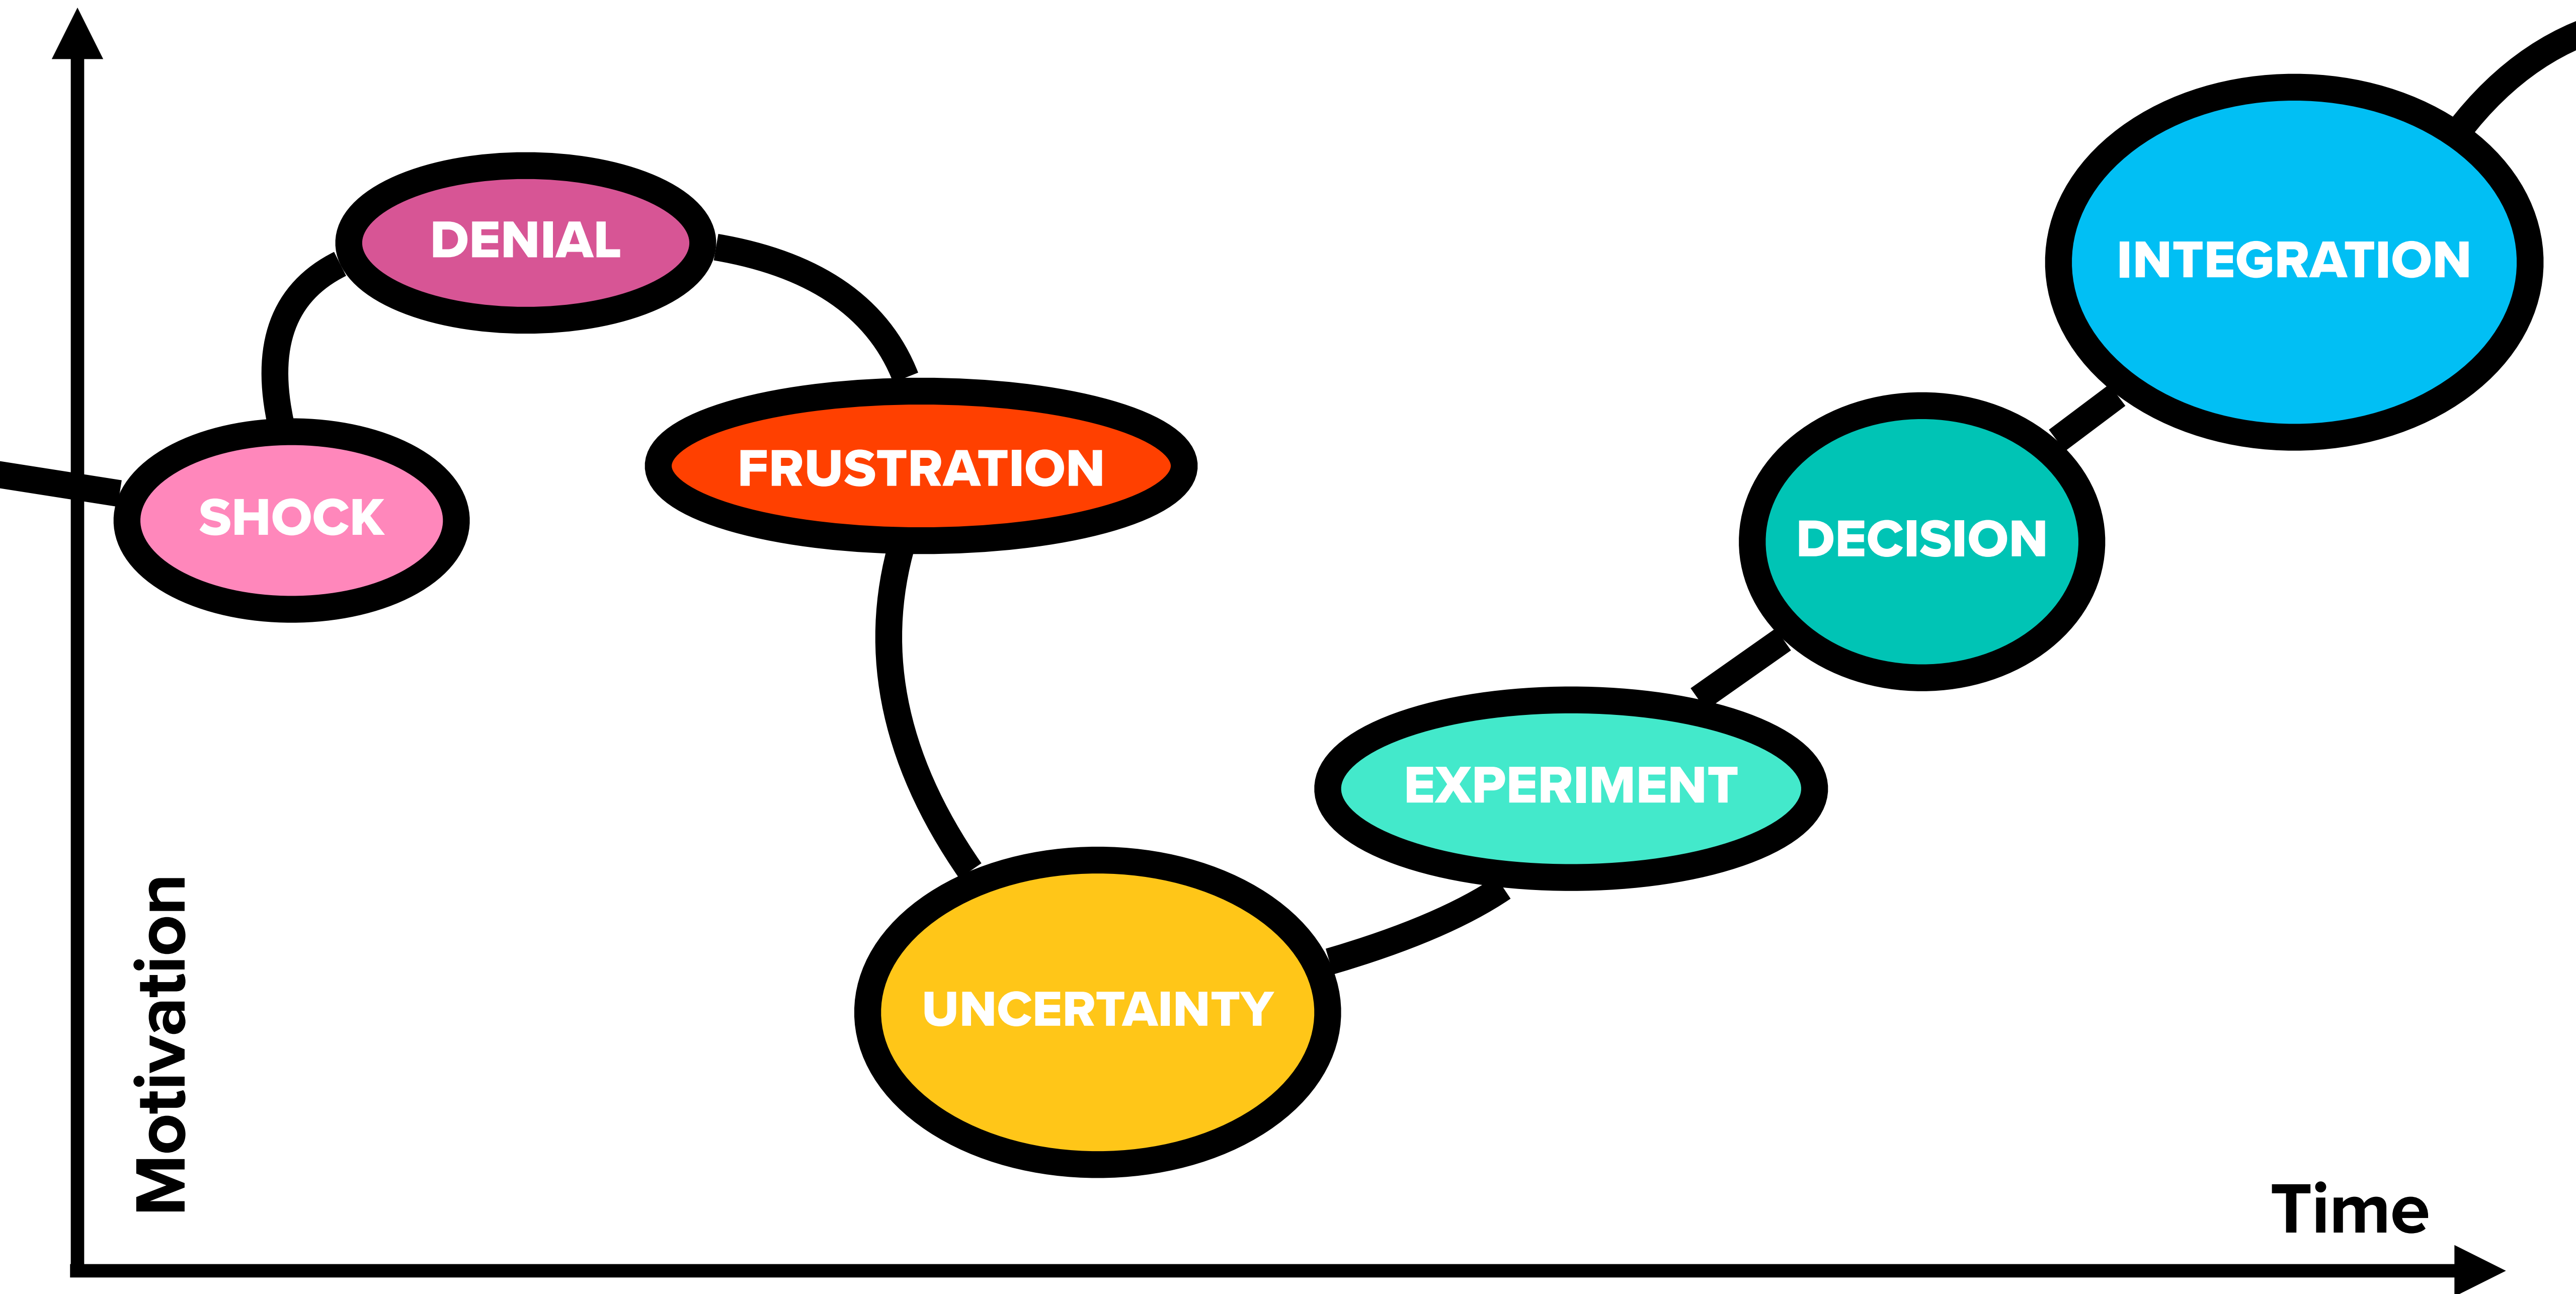 DENIAL
SHOCK
FRUSTRATION
UNCERTAINTY
EXPERIMENT
DECISION
INTEGRATION
Motivation
Time